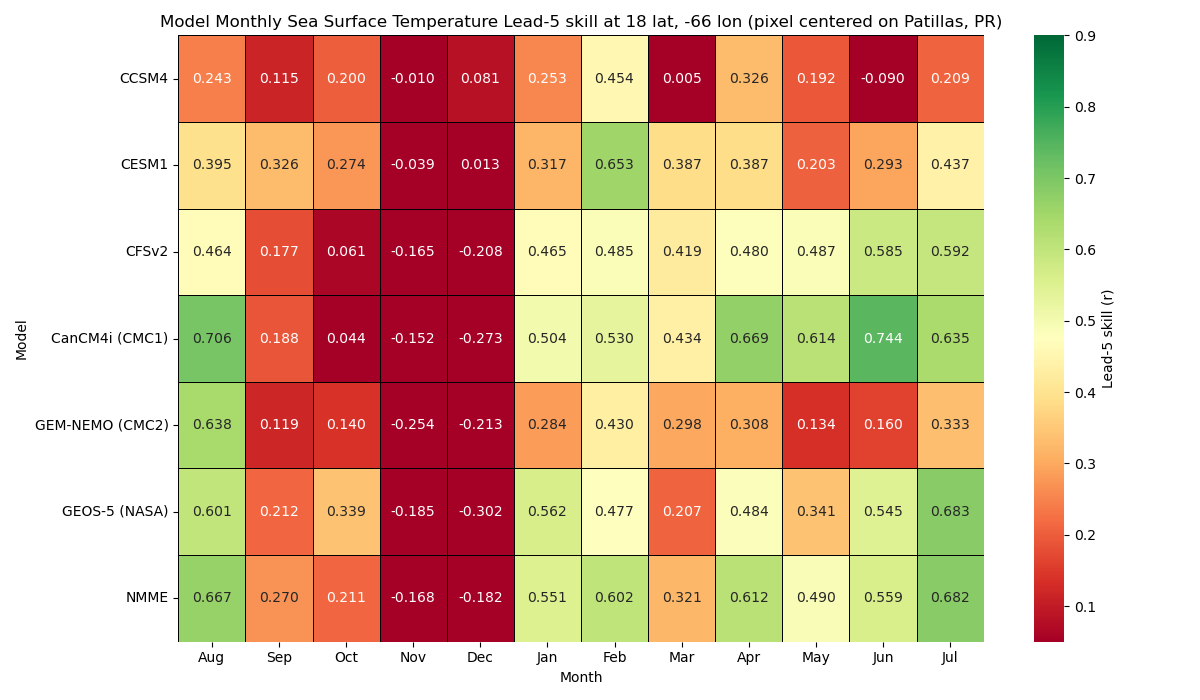 Model Monthly Sea Surface Temperature Lead-5 skill at 18 lat, -66 lon (pixel centered on Patillas, PR)
CCSM4 0.243 0.115 0.200 -0.010 0.081 0.253 0.454 0.005 0.326 0.192 -0.090 0.209
CESM1 0.395 0.326 0.274 -0.039 0.013 0.317 0.653 0.387 0.387 0.203 0.293 0.437
CFSv2 0.464 0.177 0.061 -0.165 -0.208 0.465 0.485 0.419 0.480 0.487 0.585 0.592
CanCM4i (CMC1) 0.706 0.188 0.044 -0.152 -0.273 0.504 0.530 0.434 0.669 0.614 0.744 0.635
GEM-NEMO (CMC2) 0.638 0.119 0.140 -0.254 -0.213 0.284 0.430 0.298 0.308 0.134 0.160 0.333
GEOS-5 (NASA) 0.601 0.212 0.339 -0.185 -0.302 0.562 0.477 0.207 0.484 0.341 0.545 0.683
NMME 0.667 0.270 0.211 -0.168 -0.182 0.551 0.602 0.321 0.612 0.490 0.559 0.682
Aug Sep Oct Nov Dec Jan Feb Mar Apr May Jun Jul
Month
Model
0.9
0.8
0.7
0.6
0.5
0.4
0.3
0.2
0.1
Lead-5 skill (r)